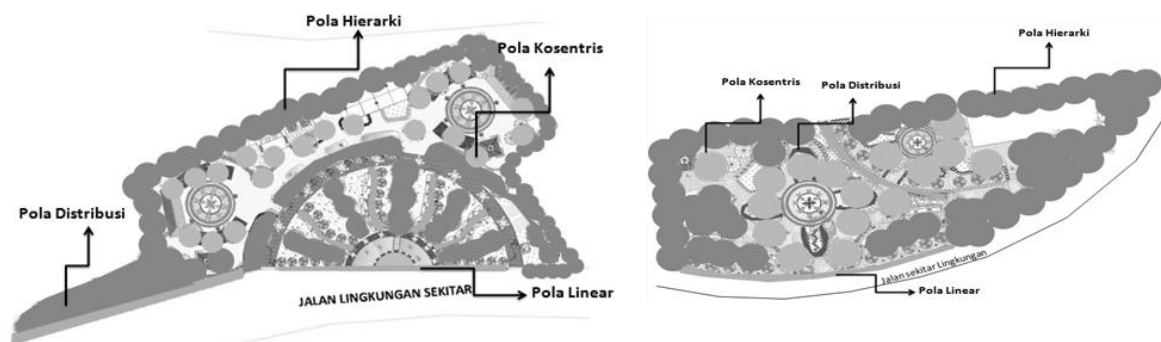 Pola Hierarki
Pola Kosentris
Pola Distribusi
JALAN LINGKUNGAN SEKITAR
Pola Linear
Pola Hierarki
Pola Kosentris
Pola Distribusi
Jalan sekitar Lingkungan
Pola Linear